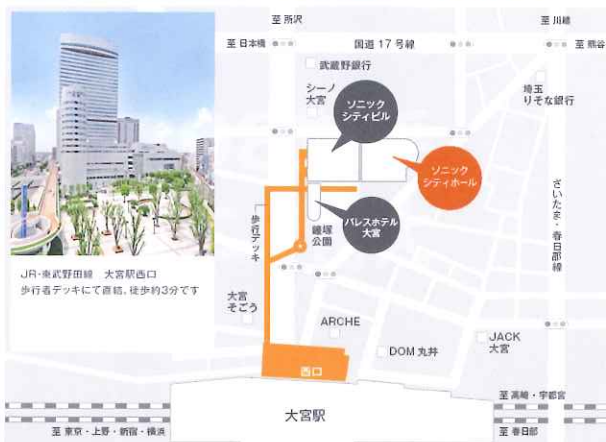 至 所沢
至 川越
至 日本橋
国道 17 号線
至 熊谷
武蔵野銀行
シーノ
大宮
ソニック
シティビル
埼玉
りそな銀行
ソニック
シティホール
さいたま・春日部線
パレスホテル
大宮
鐘塚
公園
歩行デッキ
JR・東武野田線 大宮駅西口
歩行者デッキにて直結、徒歩約3分です
大宮
そごう
ARCHE
DOM 丸井
JACK
大宮
西口
大宮駅
至 高崎・宇都宮
至 東京・上野・新宿・横浜
至 春日部